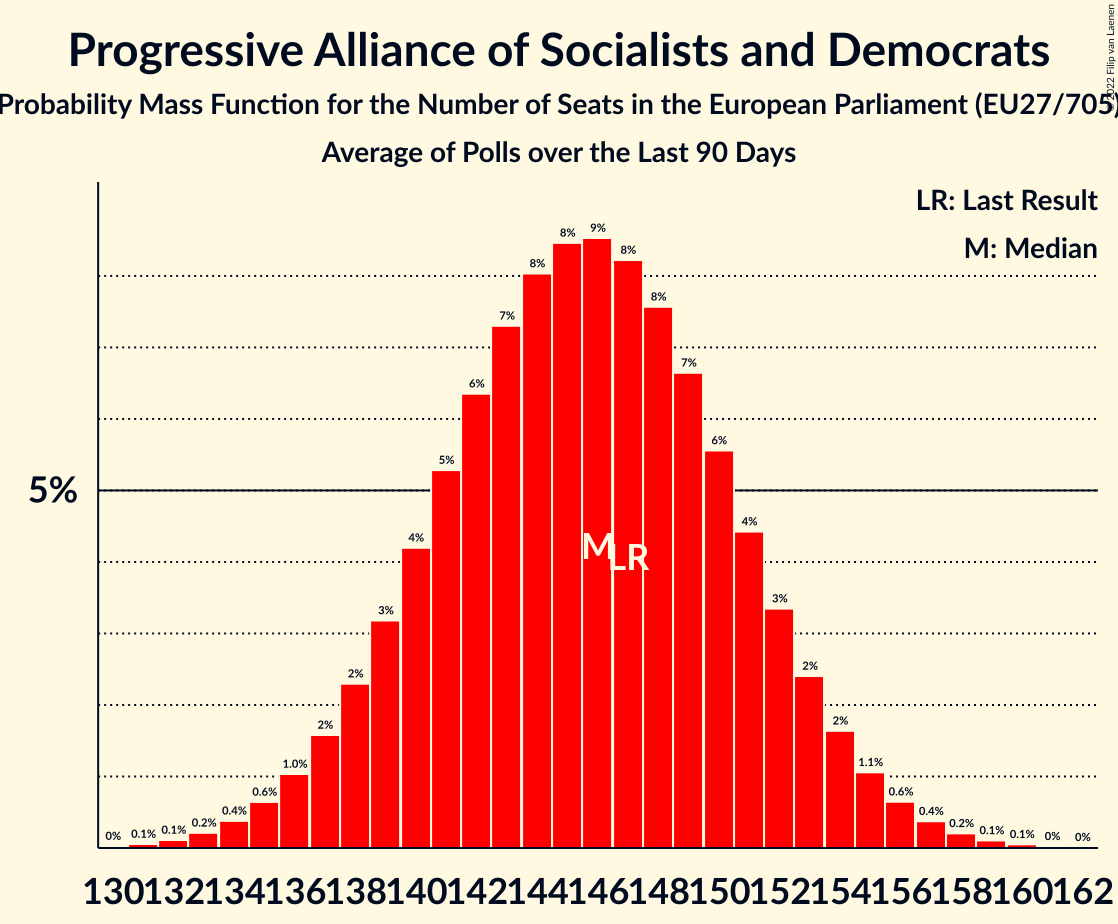 Progressive Alliance of Socialists and Democrats
Probability Mass Function for the Number of Seats in the European Parliament (EU27/705)
Average of Polls over the Last 90 Days
© 2022 Filip van Laenen
LR: Last Result
M: Median
5%
0% 0.1% 0.1% 0.2% 0.4% 0.6% 1.0% 2% 2% 3% 4% 5% 6% 7% 8% 8% 9% 8% 8% 7% 6% 4% 3% 2% 2% 1.1% 0.6% 0.4% 0.2% 0.1% 0.1% 0% 0%
M LR
130 132 134 136 138 140 142 144 146 148 150 152 154 156 158 160 162